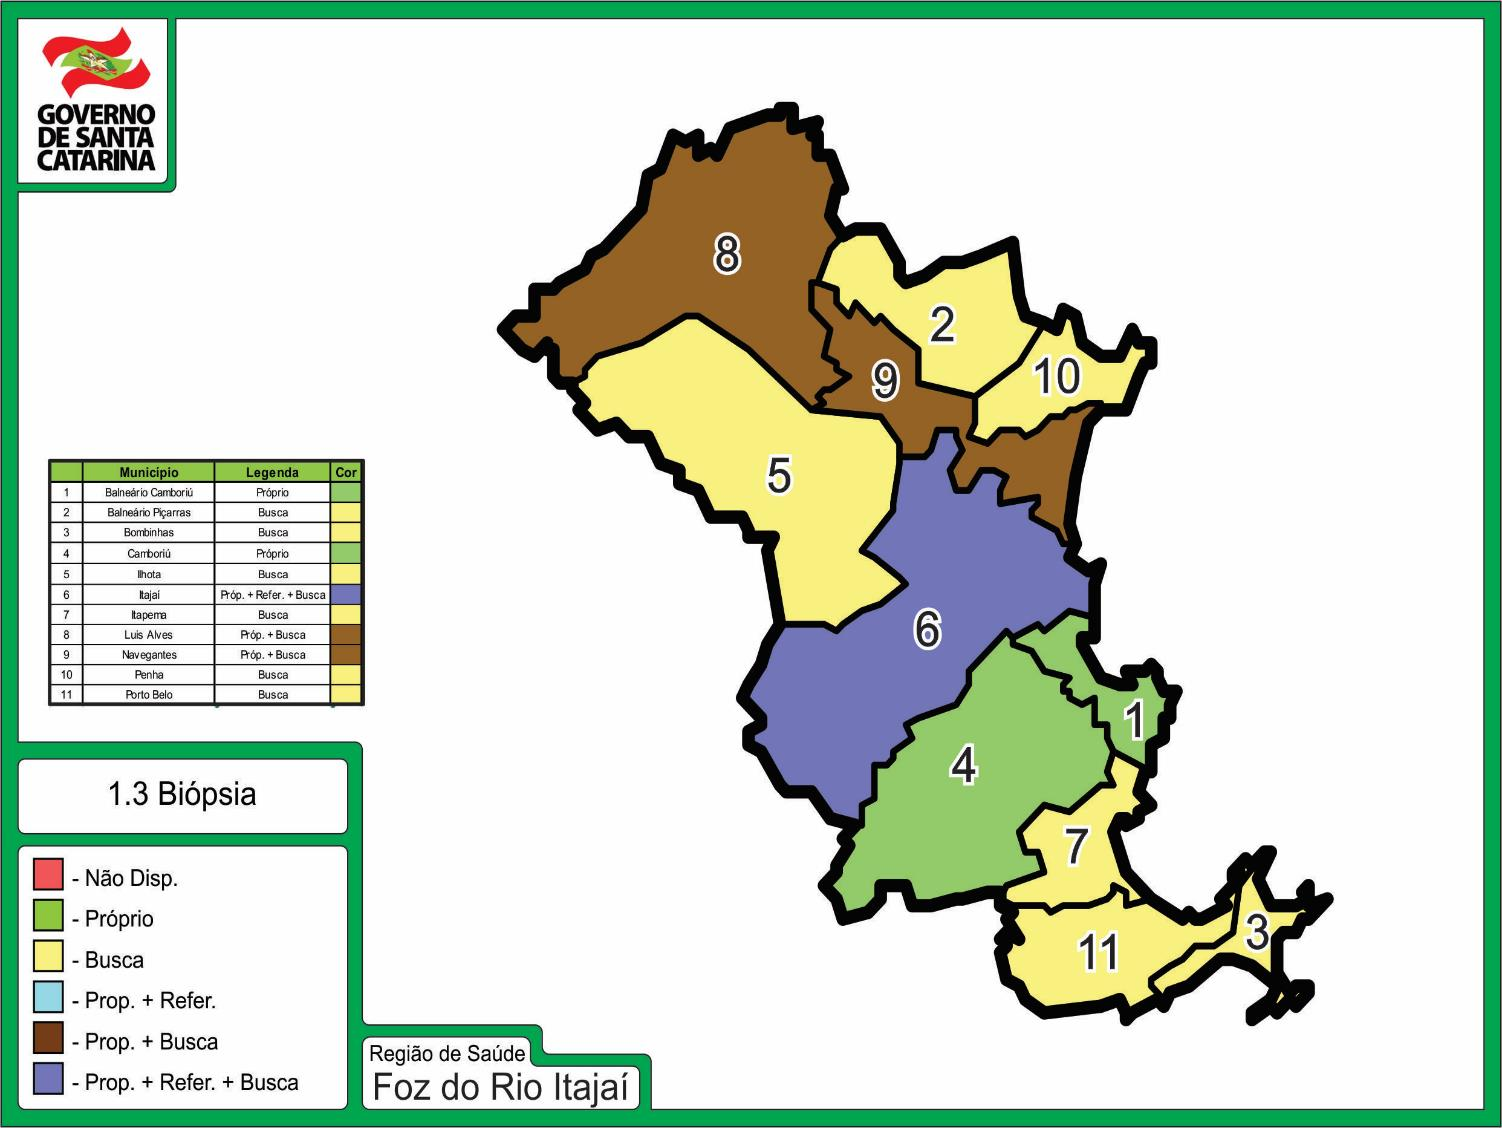 GOVERNO
DE SANTA
CATARINA
8
2
10
9
5
6
1
4
7
3
11
Município Legenda Cor
1 Balneário Camboriú Próprio
2 Balneário Piçarras Busca
3 Bombinhas Busca
4 Camboriú Próprio
5 Ilhota Busca
6 Itajaí Próp. + Refer. + Busca
7 Itapema Busca
8 Luis Alves Próp. + Busca
9 Navegantes Próp. + Busca
10 Penha Busca
11 Porto Belo Busca
1.3 Biópsia
- Não Disp.
- Próprio
- Busca
- Prop. + Refer.
- Prop. + Busca
- Prop. + Refer. + Busca
Região de Saúde
Foz do Rio Itajaí